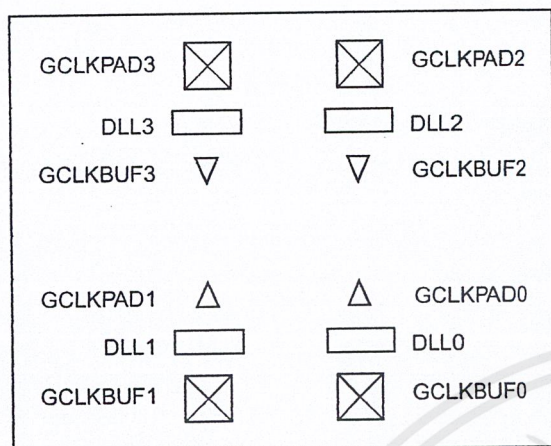 GCLKPAD3 GCLKPAD2
DLL3 DLL2
GCLKBUF3 GCLKBUF2
GCLKPAD1 GCLKPAD0
DLL1 DLL0
GCLKBUF1 GCLKBUF0